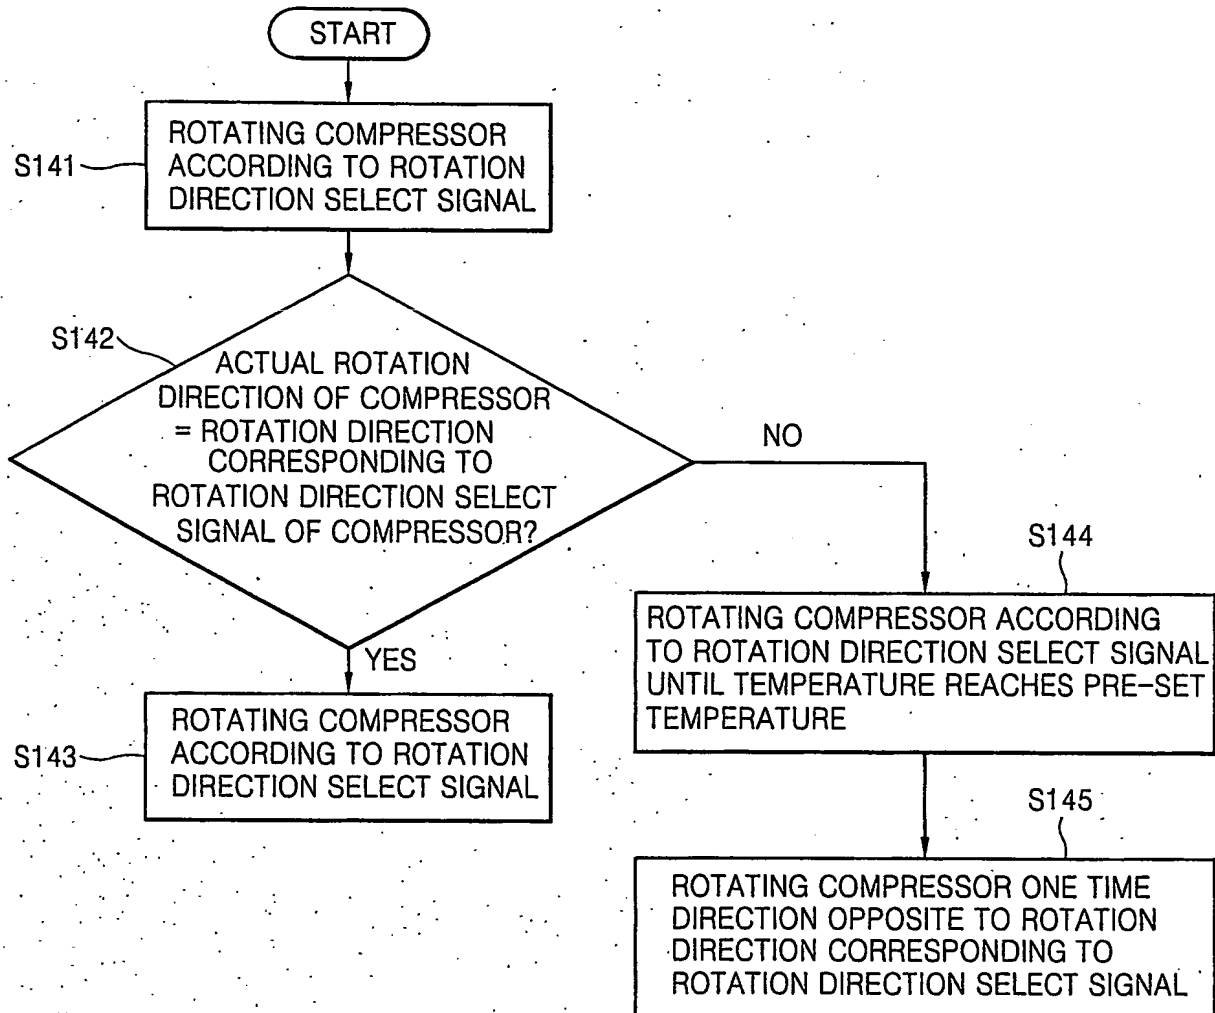 START
S141
ROTATING COMPRESSOR
ACCORDING TO ROTATION
DIRECTION SELECT SIGNAL
S142
ACTUAL ROTATION
DIRECTION OF COMPRESSOR
= ROTATION DIRECTION
CORRESPONDING TO
ROTATION DIRECTION SELECT
SIGNAL OF COMPRESSOR?
NO
YES
S143
ROTATING COMPRESSOR
ACCORDING TO ROTATION
DIRECTION SELECT SIGNAL
S144
ROTATING COMPRESSOR ACCORDING
TO ROTATION DIRECTION SELECT SIGNAL
UNTIL TEMPERATURE REACHES PRE-SET
TEMPERATURE
S145
ROTATING COMPRESSOR ONE TIME
DIRECTION OPPOSITE TO ROTATION
DIRECTION CORRESPONDING TO
ROTATION DIRECTION SELECT SIGNAL